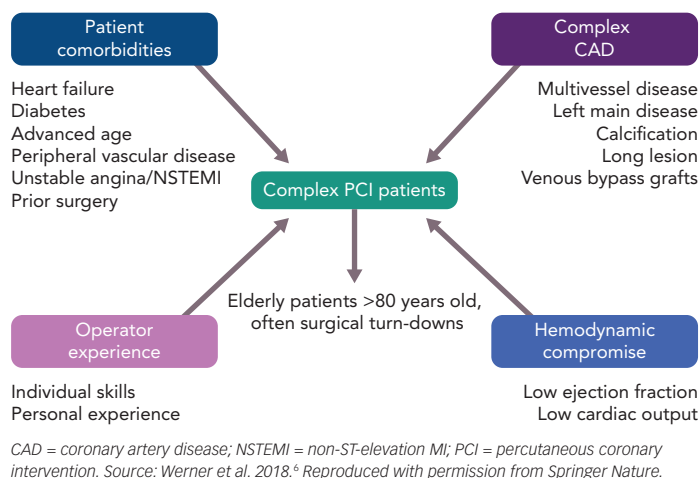 Patient
comorbidities
Heart failure
Diabetes
Advanced age
Peripheral vascular disease
Unstable angina/NSTEMI
Prior surgery
Complex
CAD
Multivessel disease
Left main disease
Calcification
Long lesion
Venous bypass grafts
Complex PCI patients
Elderly patients >80 years old,
often surgical turn-downs
Operator
experience
Individual skills
Personal experience
Hemodynamic
compromise
Low ejection fraction
Low cardiac output
CAD = coronary artery disease; NSTEMI = non-ST-elevation MI; PCI = percutaneous coronary
intervention. Source: Werner et al. 2018.⁶ Reproduced with permission from Springer Nature.